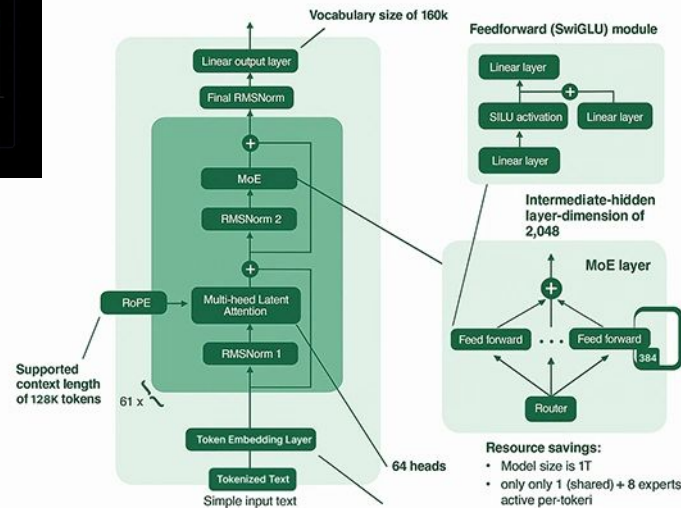 Vocabulary size of 160k
Linear output layer
Final RMSNorm
MoE
RMSNorm 2
RoPE
Multi-heed Latent
Attention
RMSNorm 1
Supported
context length
of 128K tokens
61 x {
Token Embedding Layer
64 heads
Tokenized Text
Simple input text
Feedforward (SwiGLU) module
Linear layer
SILU activation
Linear layer
Linear layer
Intermediate-hidden
layer-dimension of
2,048
MoE layer
Feed forward
...
Feed forward
384
Router
Resource savings:
• Model size is 1T
• only only 1 (shared) + 8 experts
active per-tokeri